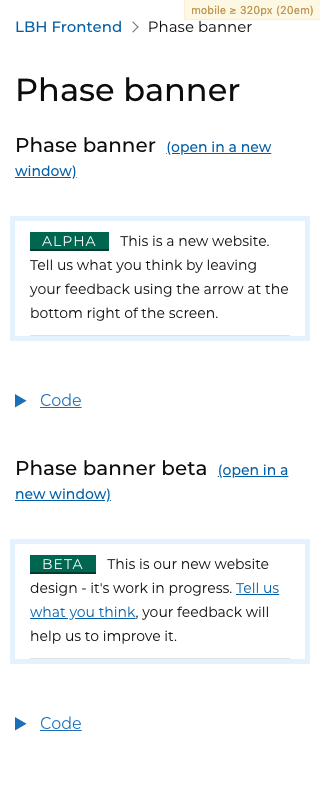 mobile ≥ 320px (20em)
LBH Frontend > Phase banner
Phase banner
Phase banner (open in a new
window)
ALPHA This is a new website.
Tell us what you think by leaving
your feedback using the arrow at the
bottom right of the screen.
Code
Phase banner beta (open in a
new window)
BETA This is our new website
design - it's work in progress. Tell us
what you think, your feedback will
help us to improve it.
Code